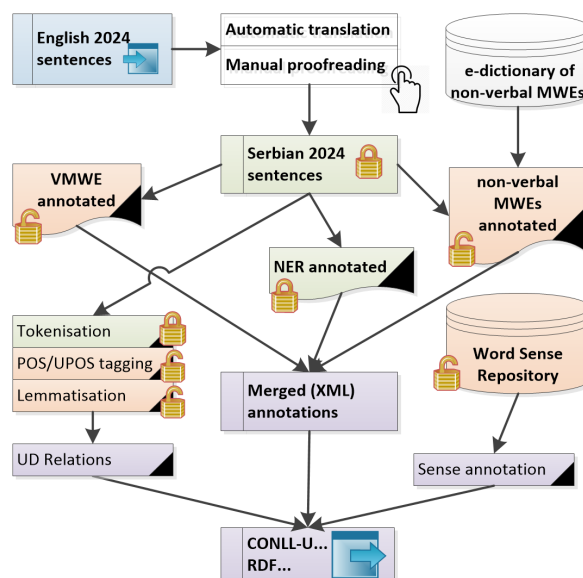 English 2024
sentences
Automatic translation
Manual proofreading
e-dictionary of
non-verbal MWEs
Serbian 2024
sentences
VMWE
annotated
non-verbal
MWEs
annotated
NER annotated
Tokenisation
POS/UPOS tagging
Lemmatisation
Word Sense
Repository
Merged (XML)
annotations
UD Relations
Sense annotation
CONLL-U...
RDF...